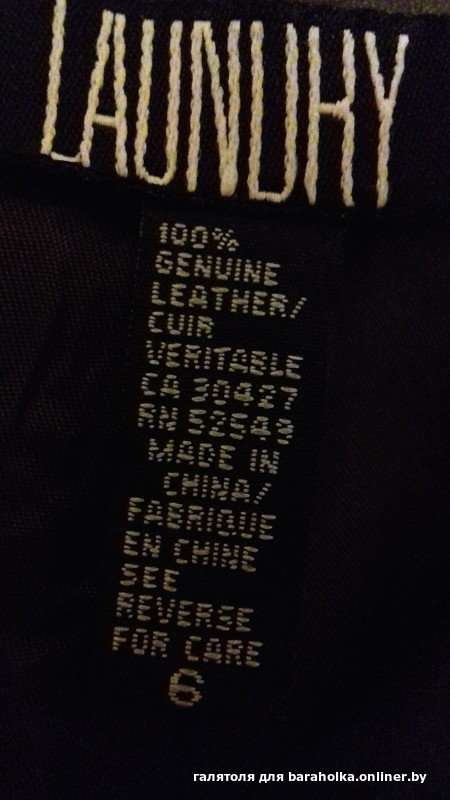 LAUNDRY
100%
GENUINE
LEATHER/
CUIR
VERITABLE
CA 30427
RN 52543
MADE IN
CHINA/
FABRIQUE
EN CHINE
SEE
REVERSE
FOR CARE
6
галятоля для baraholka.onliner.by